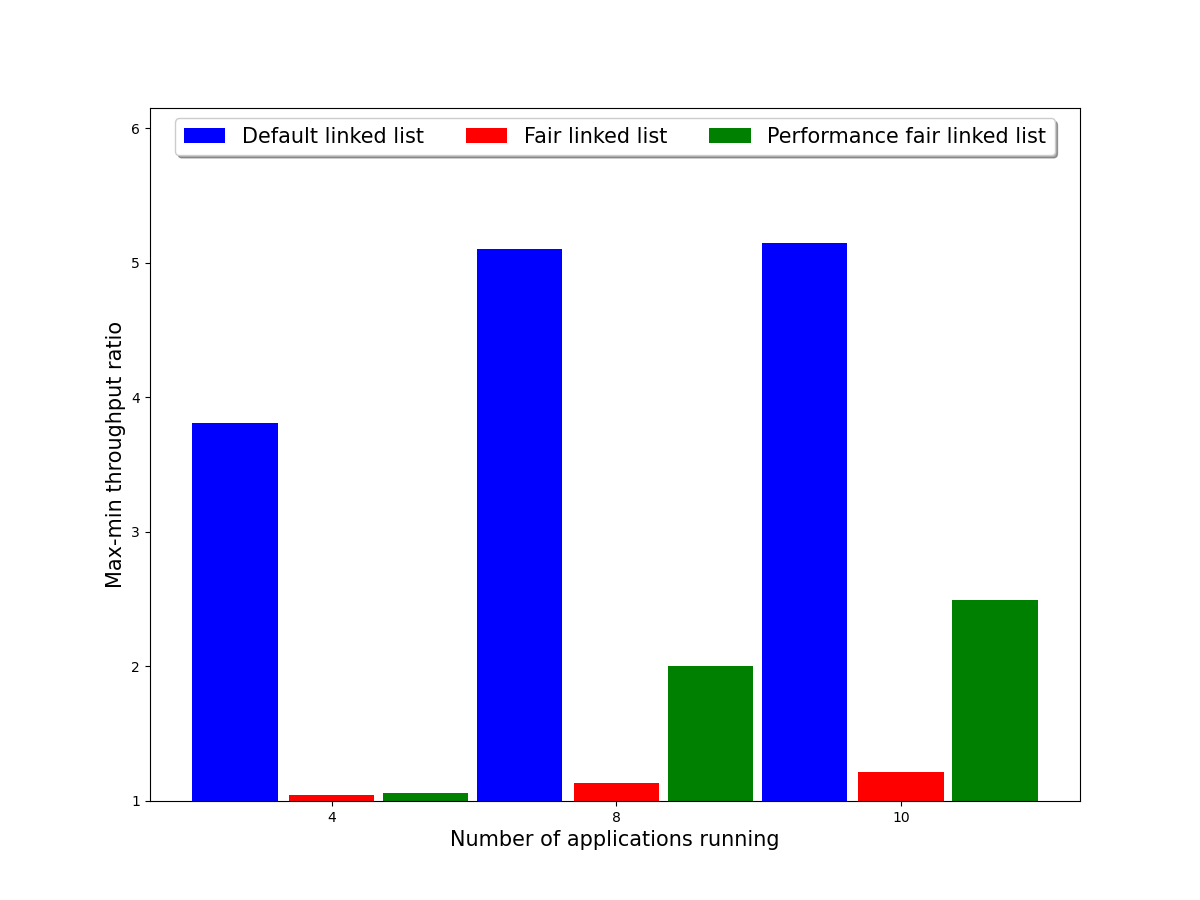 Default linked list Fair linked list Performance fair linked list
Max-min throughput ratio
6
5
4
3
2
1
4 8 10
Number of applications running